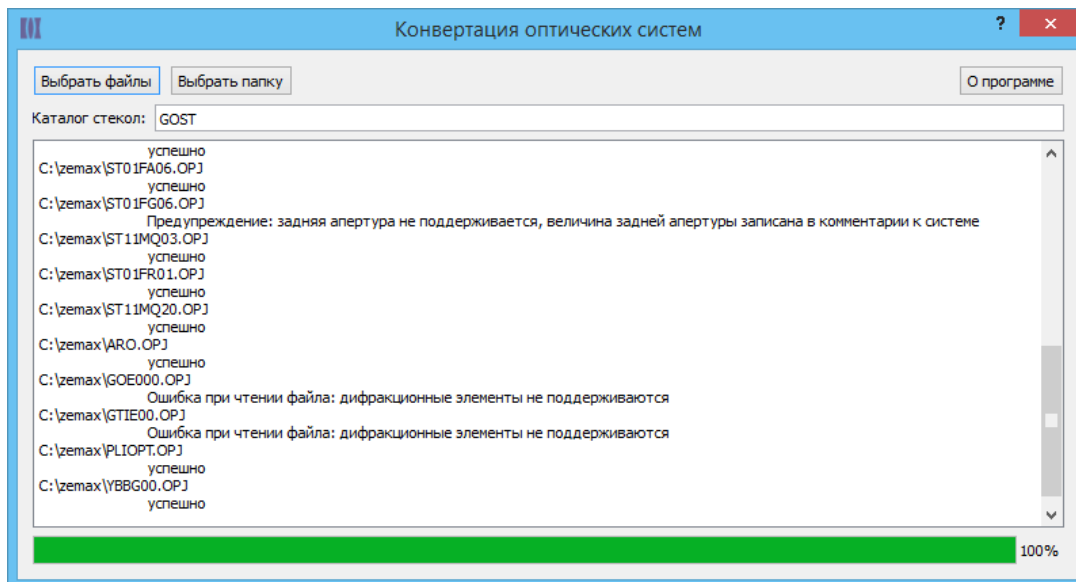 Конвертация оптических систем
?
Выбрать файлы Выбрать папку О программе
Каталог стекол: GOST
успешно
C:\zemax\ST01FA06.OPJ
успешно
C:\zemax\ST01FG06.OPJ
Предупреждение: задняя апертура не поддерживается, величина задней апертуры записана в комментарии к системе
C:\zemax\ST11MQ03.OPJ
успешно
C:\zemax\ST01FR01.OPJ
успешно
C:\zemax\ST11MQ20.OPJ
успешно
C:\zemax\ARO.OPJ
успешно
C:\zemax\GOE000.OPJ
Ошибка при чтении файла: дифракционные элементы не поддерживаются
C:\zemax\GTIE00.OPJ
Ошибка при чтении файла: дифракционные элементы не поддерживаются
C:\zemax\PLIOPT.OPJ
успешно
C:\zemax\YBBG00.OPJ
успешно
100%